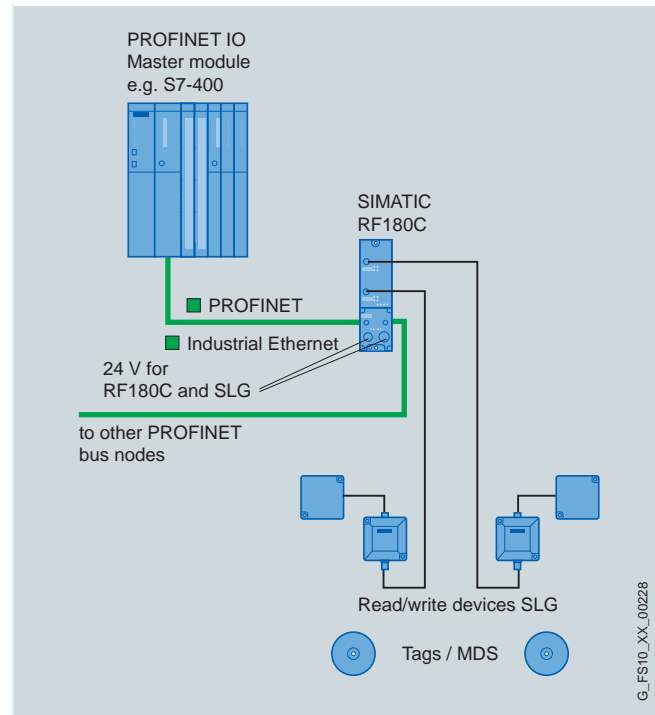 PROFINET IO
Master module
e.g. S7-400
SIMATIC
RF180C
PROFINET
Industrial Ethernet
24 V for
RF180C and SLG
to other PROFINET
bus nodes
Read/write devices SLG
Tags / MDS
G_FS10_XX_00228